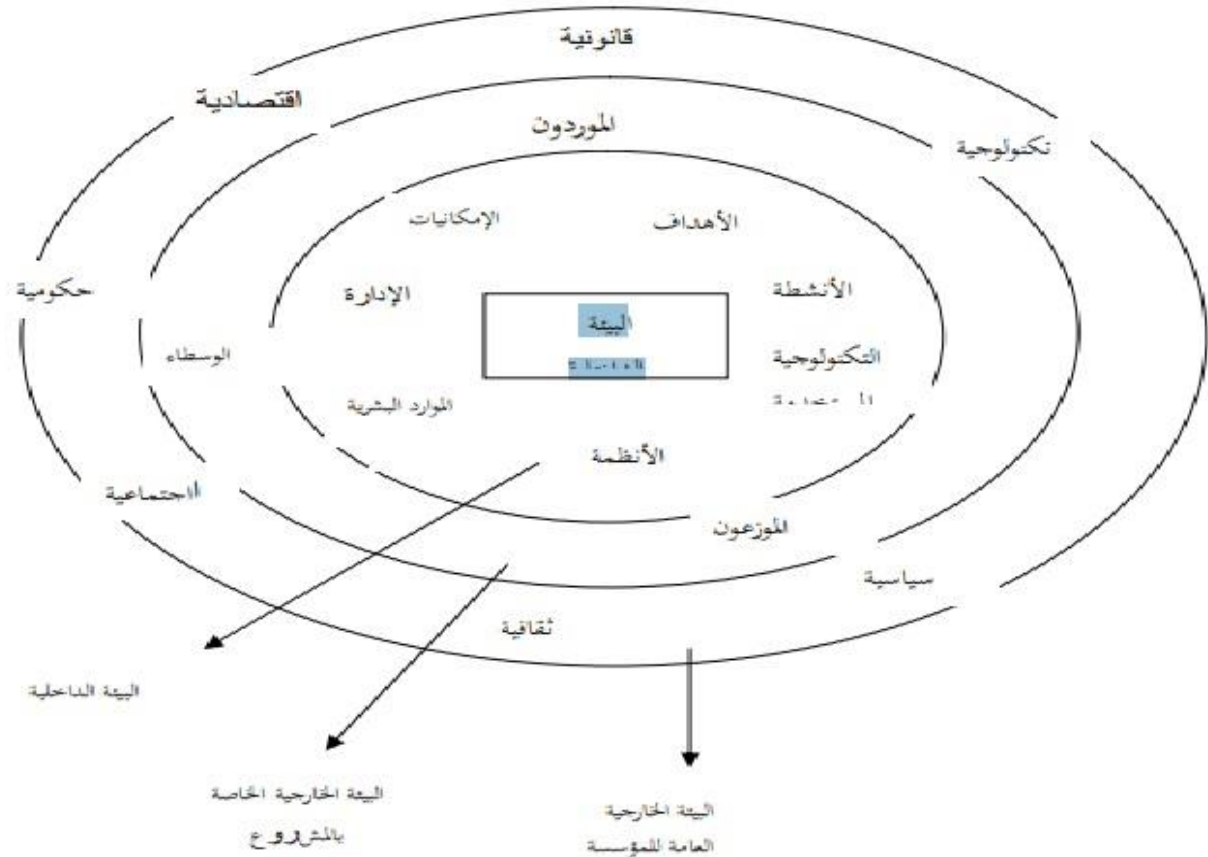 قانونية
اقتصادية
الموردون
تكنولوجية
الإمكانيات
الأهداف
حكومية
الإدارة
الأنشطة
البيئة
الوسطاء
التكنولوجية
الموارد البشرية
الأنظمة
الاجتماعية
الموزعون
سياسية
ثقافية
البيئة الداخلية
البيئة الخارجية الخاصة
بالمشروع
البيئة الخارجية
العامة للمؤسسة